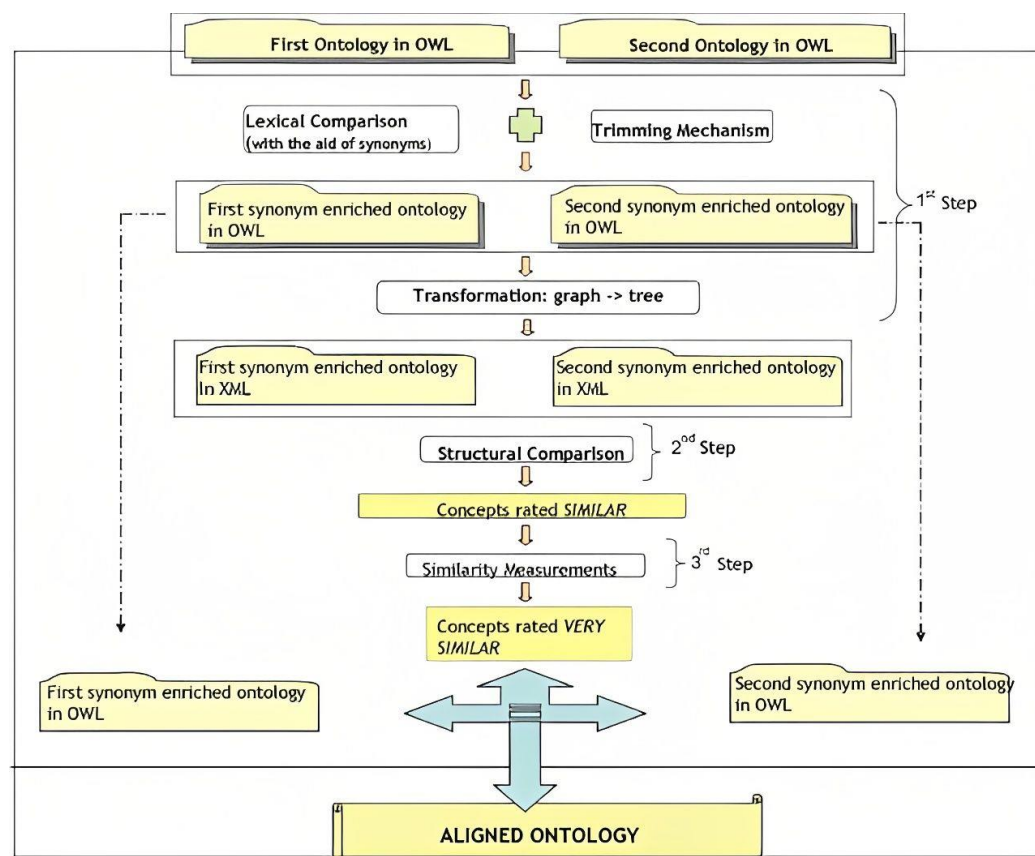 First Ontology in OWL
Second Ontology in OWL
Lexical Comparison
(with the aid of synonyms)
Trimming Mechanism
First synonym enriched ontology
in OWL
Second synonym enriched ontology
in OWL
1st Step
Transformation: graph -> tree
First synonym enriched ontology
In XML
Second synonym enriched ontology
in XML
Structural Comparison
2nd Step
Concepts rated SIMILAR
Similarity Measurements
3rd Step
Concepts rated VERY
SIMILAR
First synonym enriched ontology
in OWL
Second synonym enriched ontology
in OWL
ALIGNED ONTOLOGY